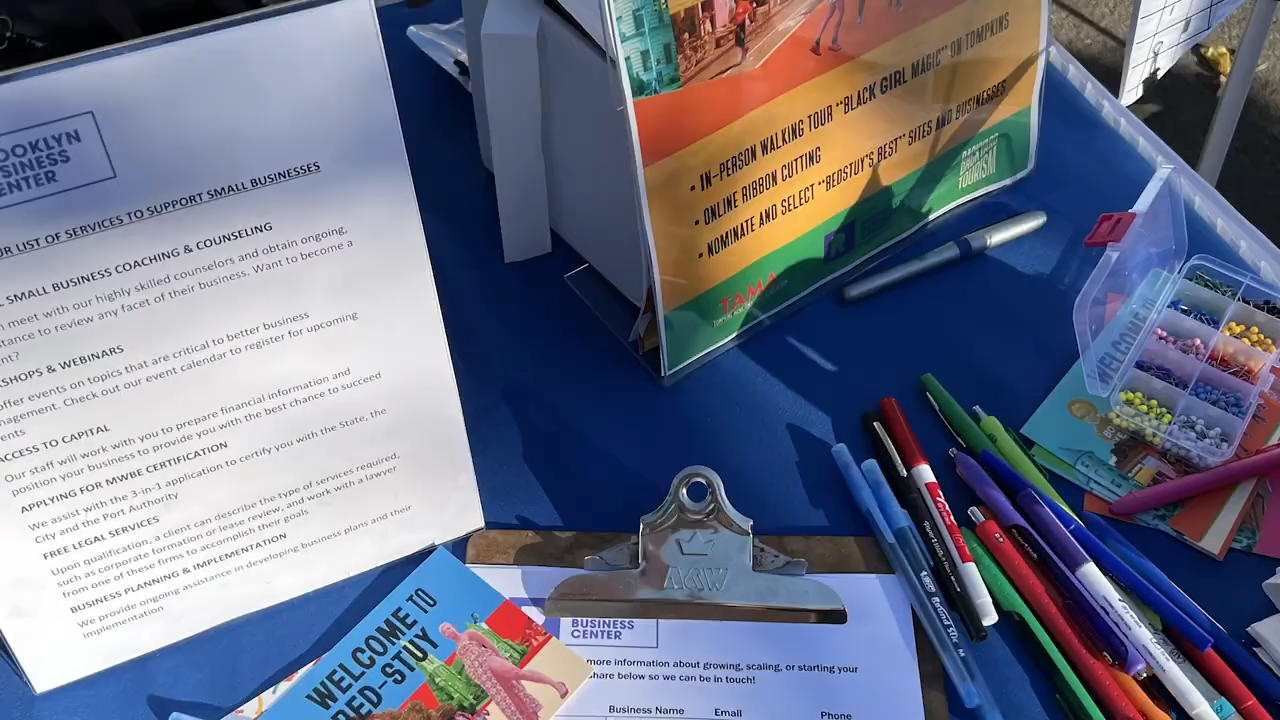 BUSINESS
CENTER
LIST OF SERVICES TO SUPPORT SMALL BUSINESSES
SMALL BUSINESS COACHING & COUNSELING
meet with our highly skilled counselors and obtain ongoing,
to review any facet of their business. Want to become a
& WEBINARS
offer events on topics that are critical to better business
Check out our event calendar to register for upcoming
ACCESS TO CAPITAL
Our staff will work with you to prepare financial information and
position your business to provide you with the best chance to succeed
APPLYING FOR MWBE CERTIFICATION
We assist with the 3-in-1 application to certify you with the State, the
City and the Port Authority
FREE LEGAL SERVICES
Upon qualification, a client can describe the type of services required,
such as corporate formation or lease review, and work with a lawyer
from one of these firms to accomplish their goals
BUSINESS PLANNING & IMPLEMENTATION
We provide ongoing assistance in developing business plans and their
implementation
- IN-PERSON WALKING TOUR "BLACK GIRL MAGIC" ON TOMPKINS
- ONLINE RIBBON CUTTING
- NOMINATE AND SELECT "BEDSTUY'S BEST" SITES AND BUSINESSES
BACKYARD
TOURISM
TAMA
WELCOME TO
BED-STUY
BUSINESS
CENTER
more information about growing, scaling, or starting your
share below so we can be in touch!
Business Name Email Phone
WELCOME